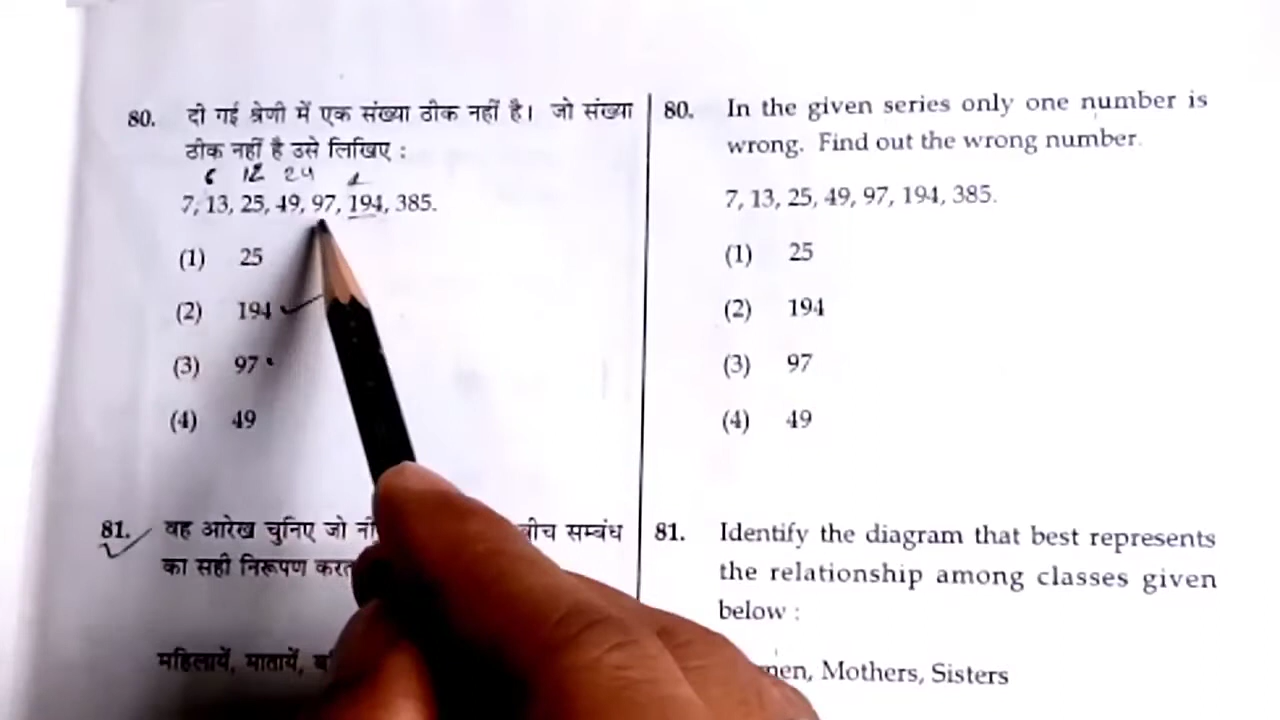 80. दी गई श्रेणी में एक संख्या ठीक नहीं है। जो संख्या
ठीक नहीं है उसे लिखिए :
6 12 24
7, 13, 25, 49, 97, 194, 385.
(1) 25
(2) 194
(3) 97
(4) 49
81. वह आरेख चुनिए जो बीच सम्बंध
का सही निरूपण
महिलायें, मातायें,
80. In the given series only one number is
wrong. Find out the wrong number.
7, 13, 25, 49, 97, 194, 385.
(1) 25
(2) 194
(3) 97
(4) 49
81. Identify the diagram that best represents
the relationship among classes given
below :
Mothers, Sisters